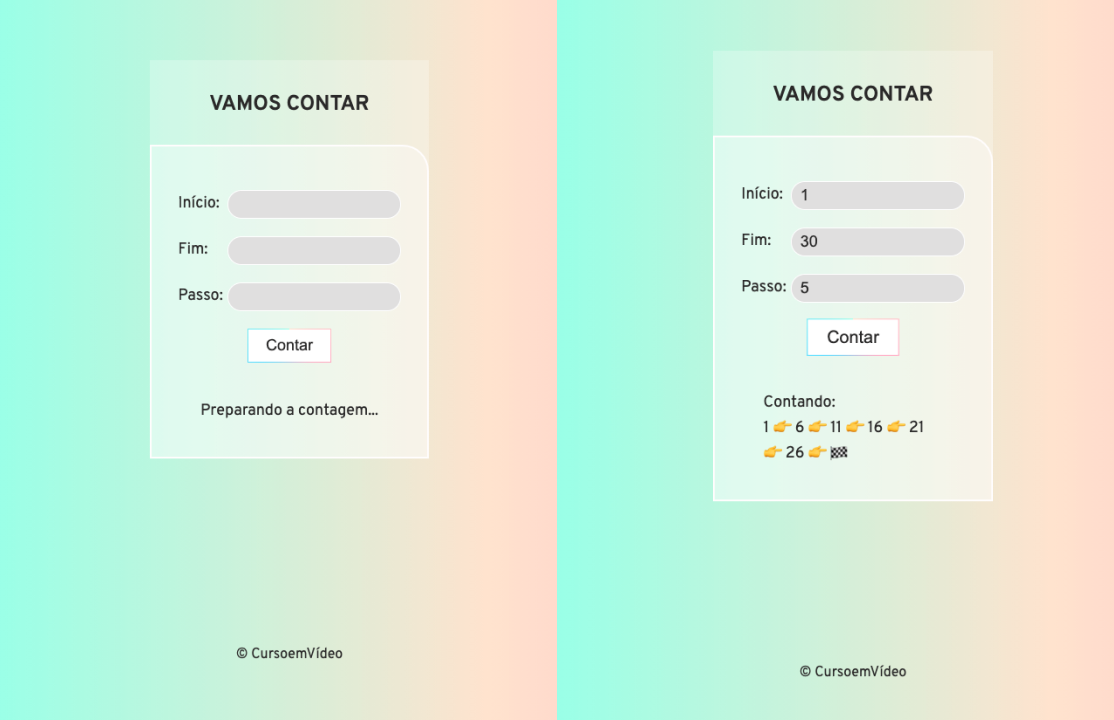 VAMOS CONTAR
Início:
Fim:
Passo:
Contar
Preparando a contagem...
© CursoemVídeo
VAMOS CONTAR
Início: 1
Fim: 30
Passo: 5
Contar
Contando:
1 👉 6 👉 11 👉 16 👉 21
👉 26 👉 🏁
© CursoemVídeo